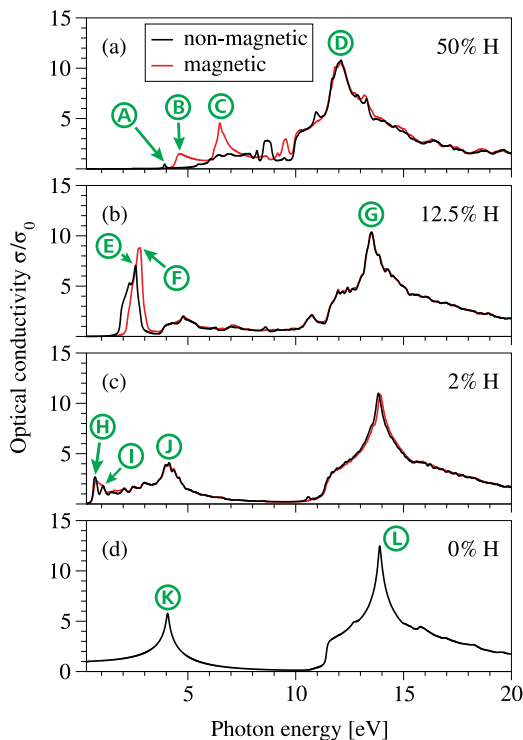 15
(a)
non-magnetic
magnetic
D
50% H
10
A
B
C
5
15
(b)
12.5% H
G
10
E
F
5
Optical conductivity σ/σ0
15
(c)
2% H
10
H
I
J
5
15
(d)
0% H
L
10
K
5
0
5
10
15
20
Photon energy [eV]